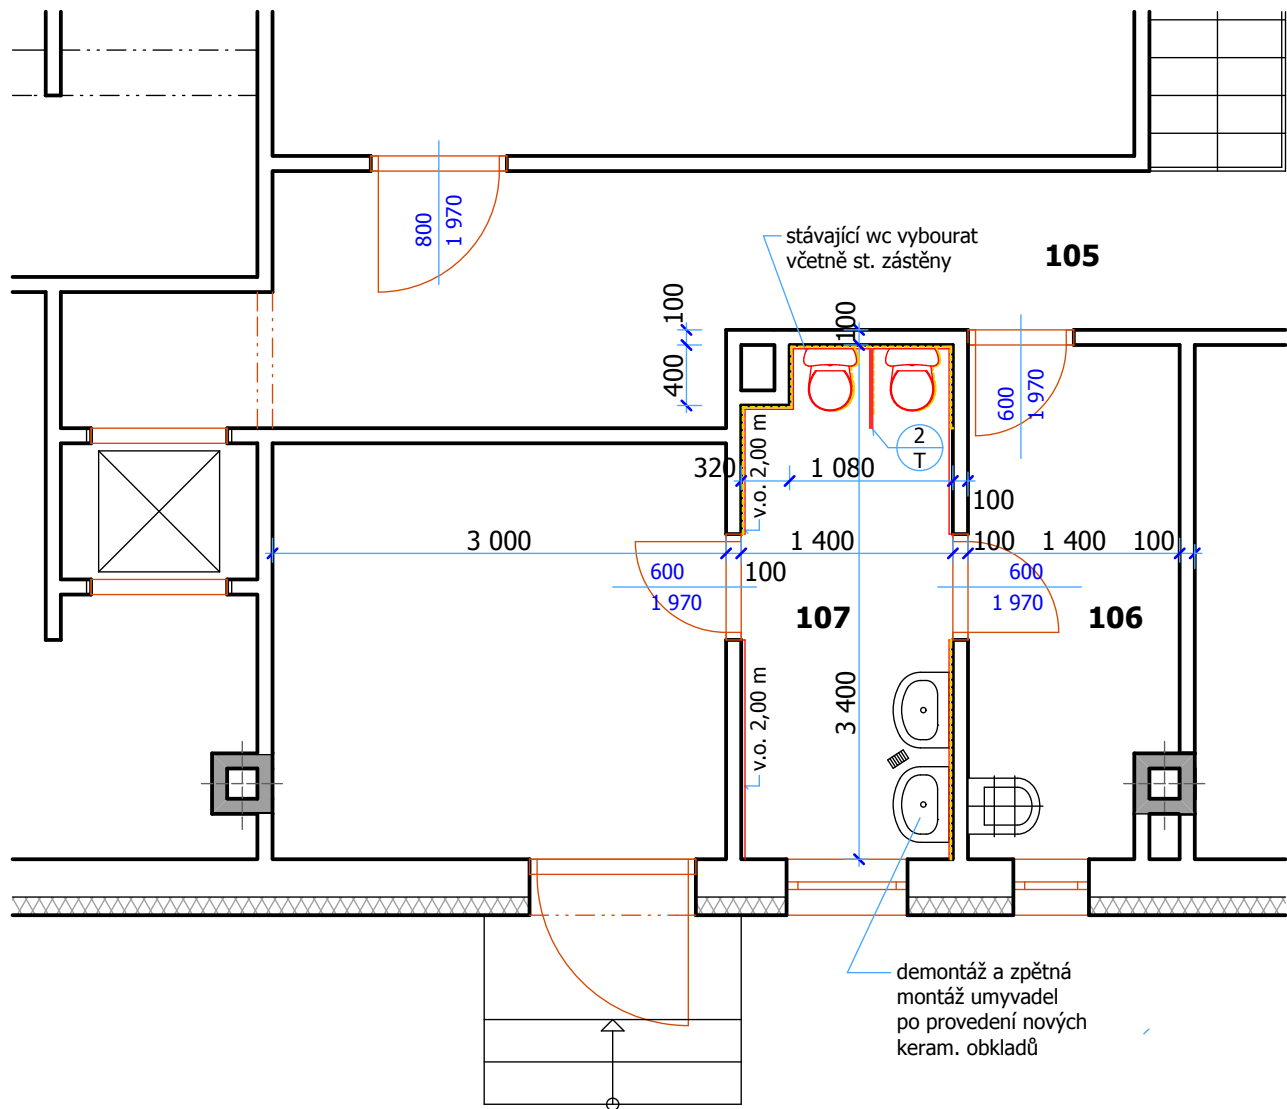 800
1 970
stávající wc vybourat
včetně st. zástěny
105
100
100
400
600
1 970
2
T
v.o. 2,00 m
320
1 080
100
3 000
1 400
100
1 400
100
100
600
1 970
600
1 970
107
106
3 400
v.o. 2,00 m
demontáž a zpětná
montáž umyvadel
po provedení nových
keram. obkladů